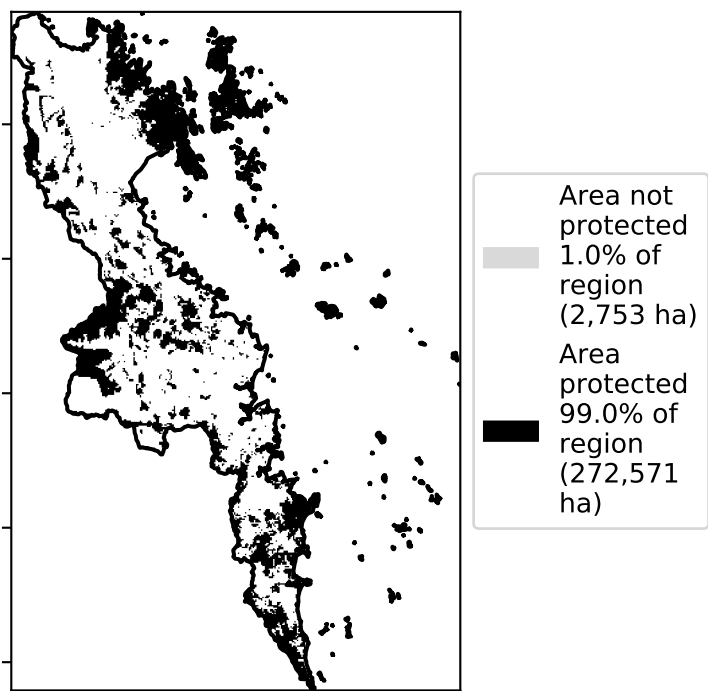 Area not
protected
1.0% of
region
(2,753 ha)
Area
protected
99.0% of
region
(272,571
ha)